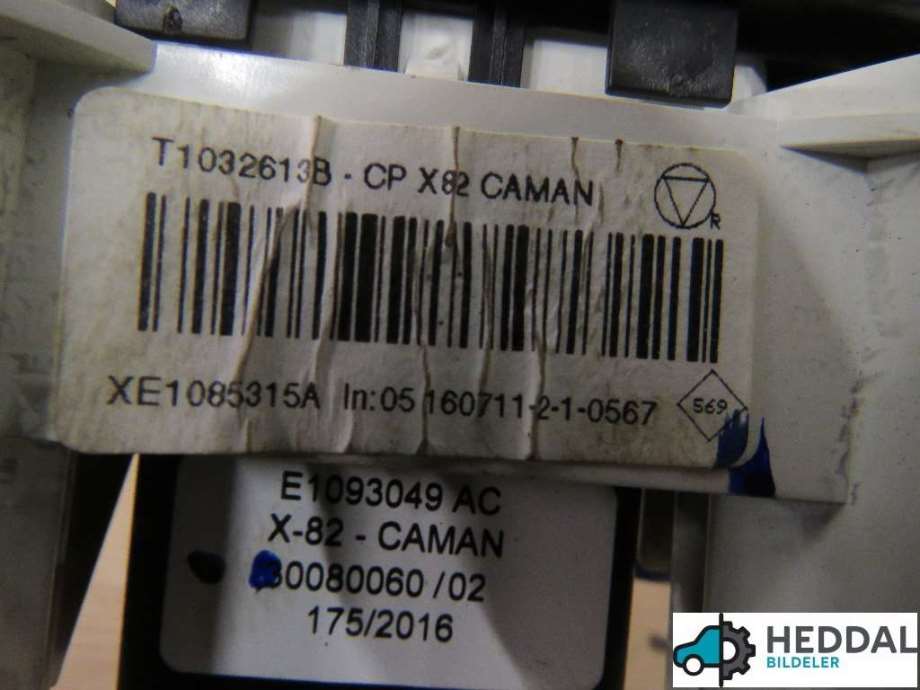 T1032613B - CP X82 CAMAN
R
XE1085315A In:05 160711-2-1-0567
569
E1093049 AC
X-82 - CAMAN
30080060 /02
175/2016
HEDDAL
BILDELER